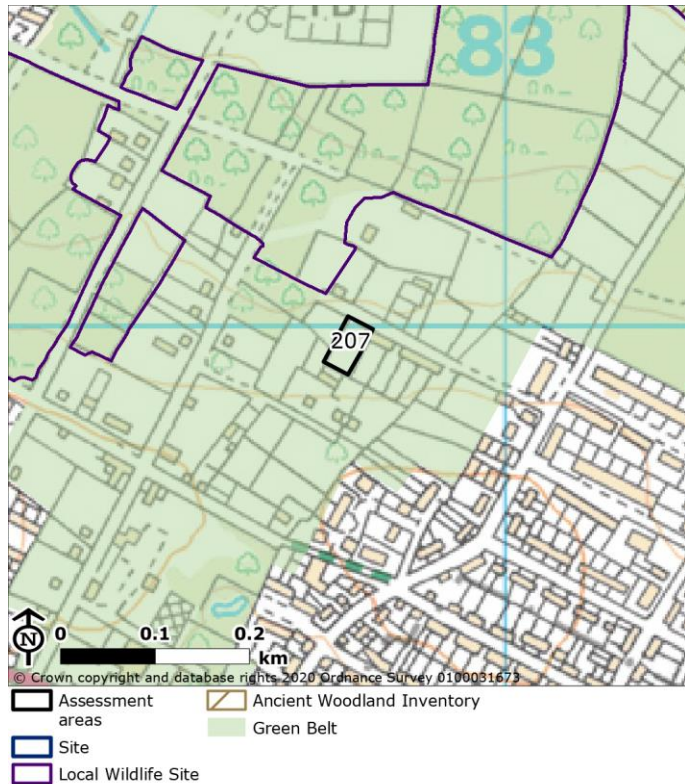 83
207
N
0 0.1 0.2
km
© Crown copyright and database rights 2020 Ordnance Survey 0100031673
Assessment areas
Ancient Woodland Inventory
Green Belt
Site
Local Wildlife Site